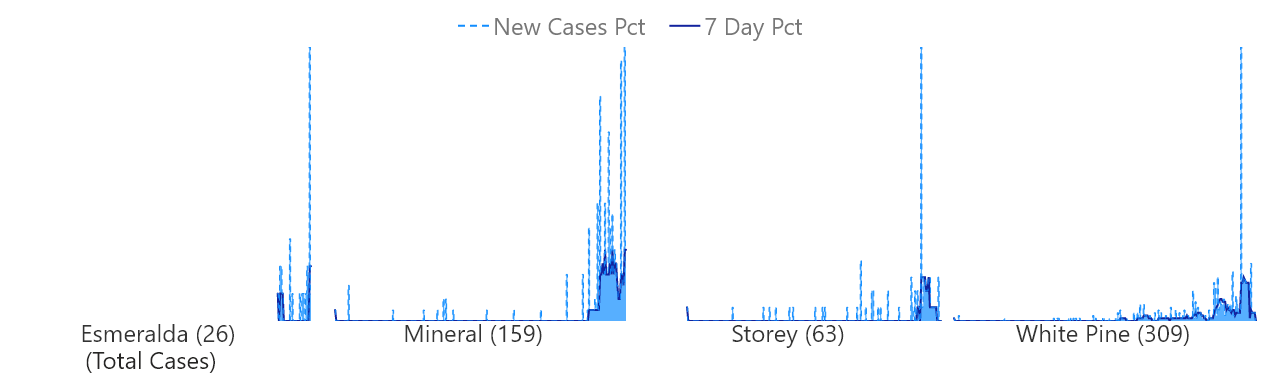 New Cases Pct 7 Day Pct
Esmeralda (26) Mineral (159) Storey (63) White Pine (309)
(Total Cases)